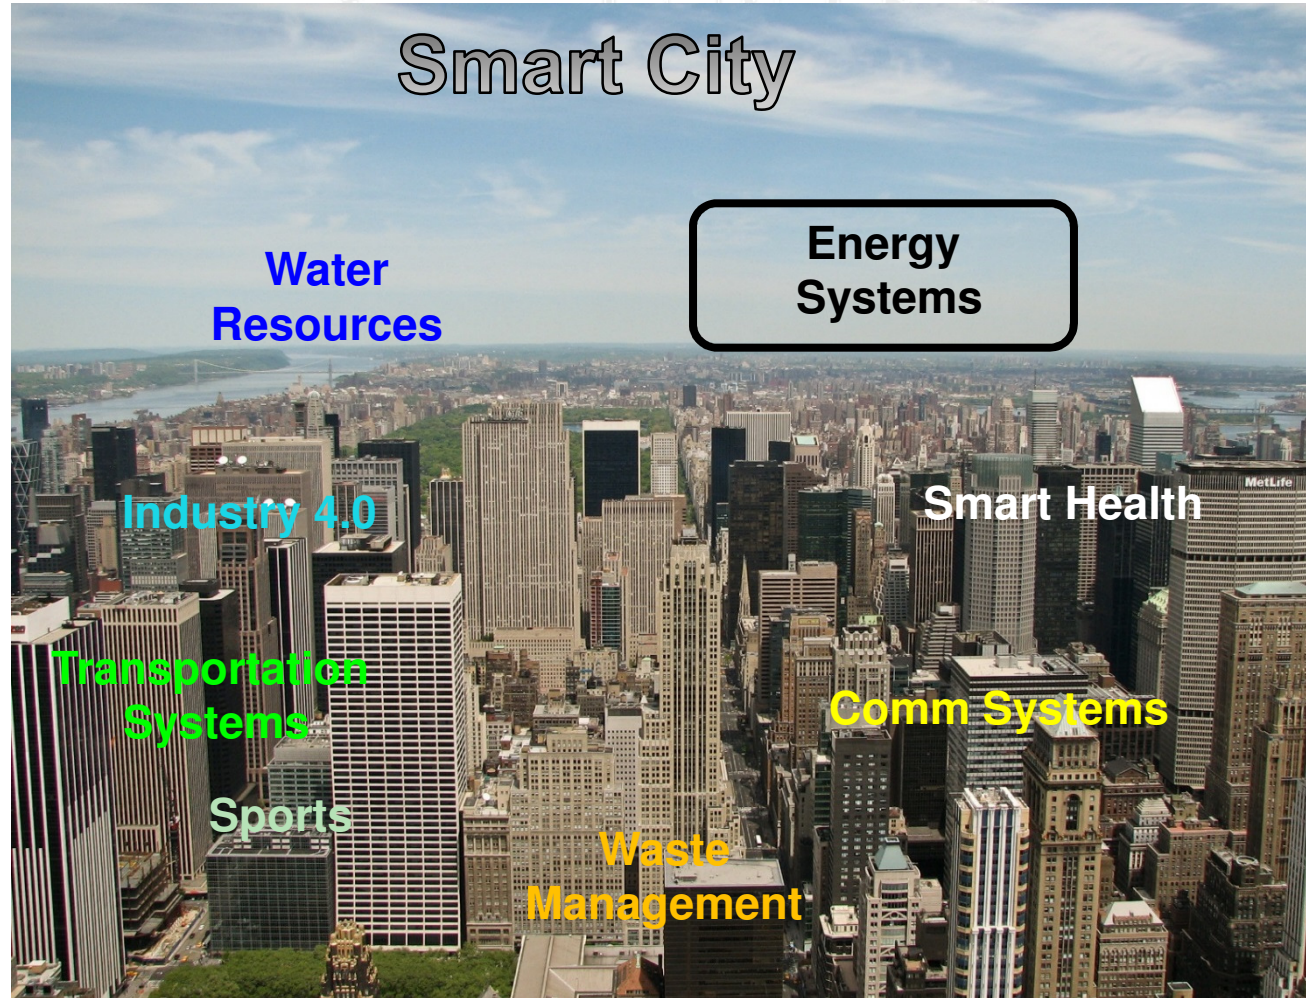 Smart City
Energy
Systems
Water
Resources
MetLife
Smart Health
Industry 4.0
Transportation
Systems
Comm Systems
Sports
Waste
Management